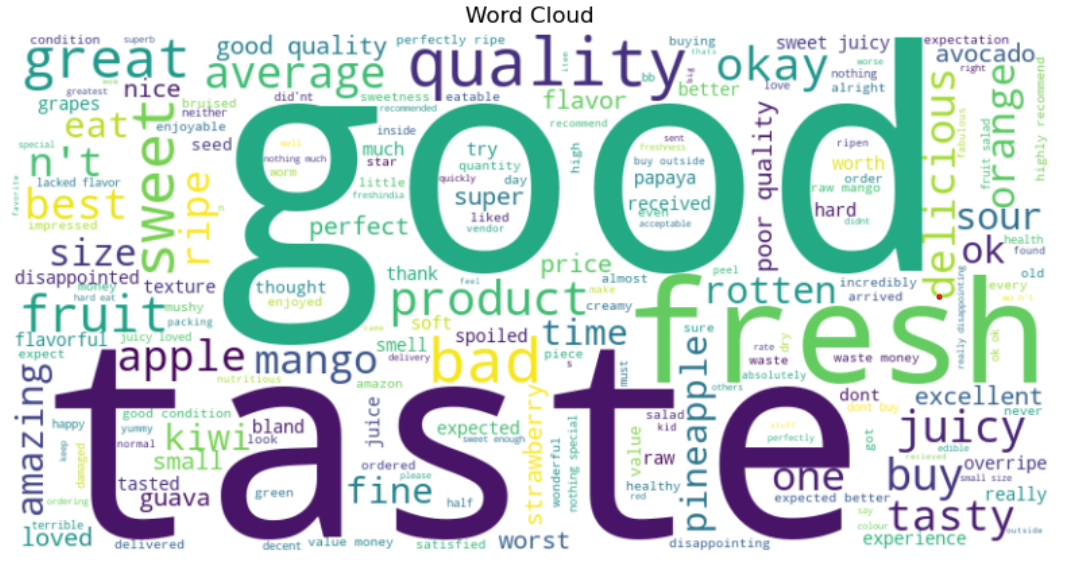 Word Cloud
condition
superb
good quality
perfectly ripe
quality
item
buying
thats
sweet juicy
expectation
great
average
okay
avocado
right
greatest
nice
did'nt
sweetness
eatable
bb
big
better
love
nothing
worse
alright
grapes
bruised
neither
recommended
flavor
recommend
good
delicious
fabulous
orange
highly recommend
eat
sweet
enjoyable
seed
well
nothing much
worm
inside
much
star
try
quantity
quickly
day
super
liked
vendor
high
sent
freshness
buy outside
papaya
received
even
acceptable
poor quality
ripen
worth
order
raw mango
hard
didnt
fruit salad
special
n't
lacked flavor
favorite
best
impressed
ripe
n
little
freshindia
perfect
sour
ok
health
found
size
disappointed
money
hard eat
texture
thought
enjoyed
thank
feel
price
almost
make
peel
incredibly
arrived
old
every
wo n't
really disappointing
ok ok
fruit
mushy
packing
product
creamy
rotten
fresh
flavorful
juicy loved
expect
came
soft
smell
delivery
spoiled
time
piece
s
sure
rate
waste
dry
waste money
absolutely
others
apple
mango
bad
nutritious
amazon
must
pineapple
amazing
taste
good condition
yummy
normal
happy
keep
damaged
kiwi
look
bland
small
tasted
guava
green
juice
ordered
please
fine
half
expected
sweet enough
strawberry
wonderful
nothing special
value
healthy
red
salad
kid
raw
stuff
perfectly
one
expected better
dont
dont buy
got
say
colour
excellent
never
juicy
edible
recieved
buy
overripe
small size
really
tasty
outside
experience
ordering
terrible
loved
delivered
decent
value money
satisfied
worst
disappointing